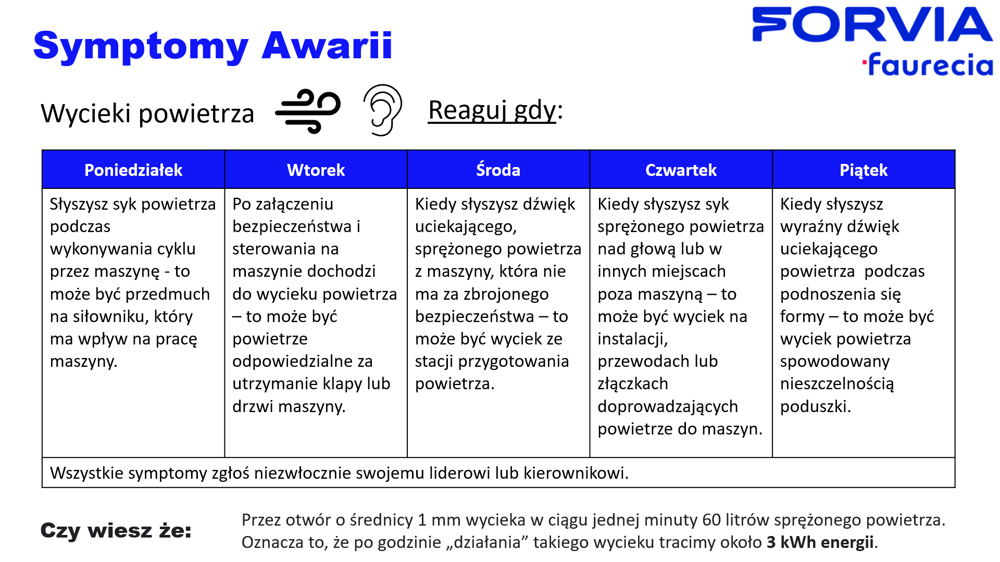 FORVIA
faurecia
Symptomy Awarii
Wycieki powietrza
Reaguj gdy:
Poniedziałek
Wtorek
Środa
Czwartek
Piątek
Słyszysz syk powietrza
podczas
wykonywania cyklu
przez maszynę - to
może być przedmuch
na siłowniku, który
ma wpływ na pracę
maszyny.
Po załączeniu
bezpieczeństwa i
sterowania na
maszynie dochodzi
do wycieku powietrza
– to może być
powietrze
odpowiedzialne za
utrzymanie klapy lub
drzwi maszyny.
Kiedy słyszysz dźwięk
uciekającego,
sprężonego powietrza
z maszyny, która nie
ma za zbrojonego
bezpieczeństwa – to
może być wyciek ze
stacji przygotowania
powietrza.
Kiedy słyszysz syk
sprężonego powietrza
nad głową lub w
innych miejscach
poza maszyną – to
może być wyciek na
instalacji,
przewodach lub
złączkach
doprowadzających
powietrze do maszyn.
Kiedy słyszysz
wyraźny dźwięk
uciekającego
powietrza  podczas
podnoszenia się
formy – to może być
wyciek powietrza
spowodowany
nieszczelnością
poduszki.
Wszystkie symptomy zgłoś niezwłocznie swojemu liderowi lub kierownikowi.
Czy wiesz że:
Przez otwór o średnicy 1 mm wycieka w ciągu jednej minuty 60 litrów sprężonego powietrza.
Oznacza to, że po godzinie „działania” takiego wycieku tracimy około 3 kWh energii.